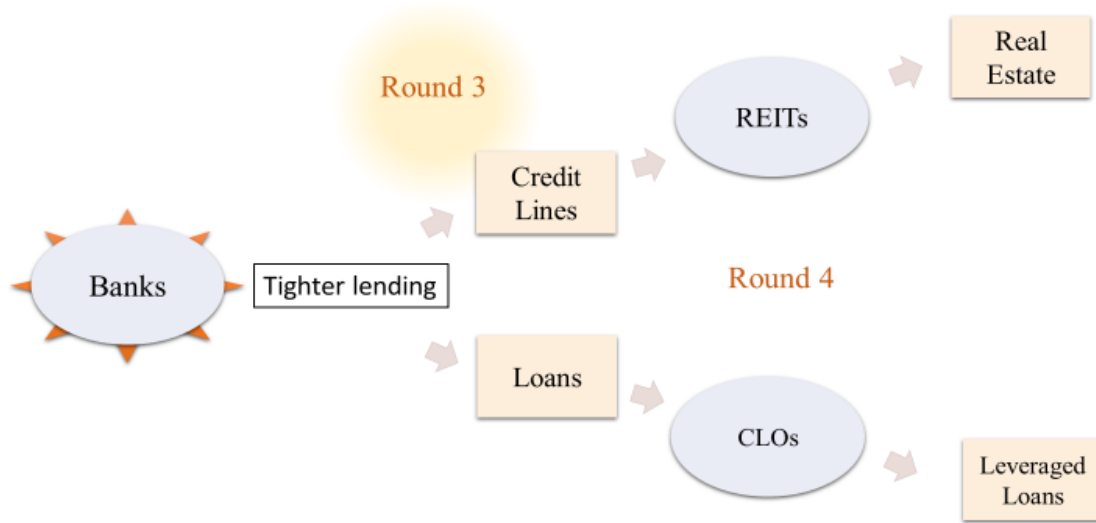 Real
Estate
Round 3
REITs
Credit
Lines
Banks
Tighter lending
Round 4
Loans
CLOs
Leveraged
Loans